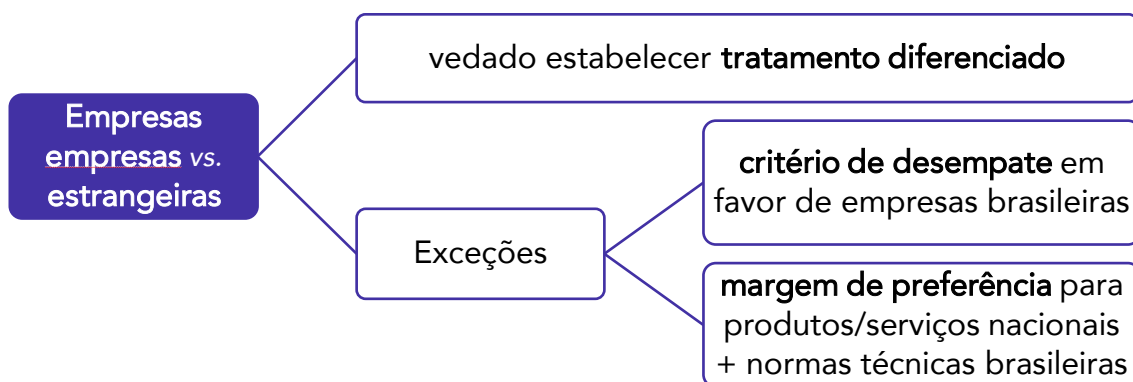 vedado estabelecer tratamento diferenciado
Empresas
empresas vs.
estrangeiras
critério de desempate em
favor de empresas brasileiras
Exceções
margem de preferência para
produtos/serviços nacionais
+ normas técnicas brasileiras